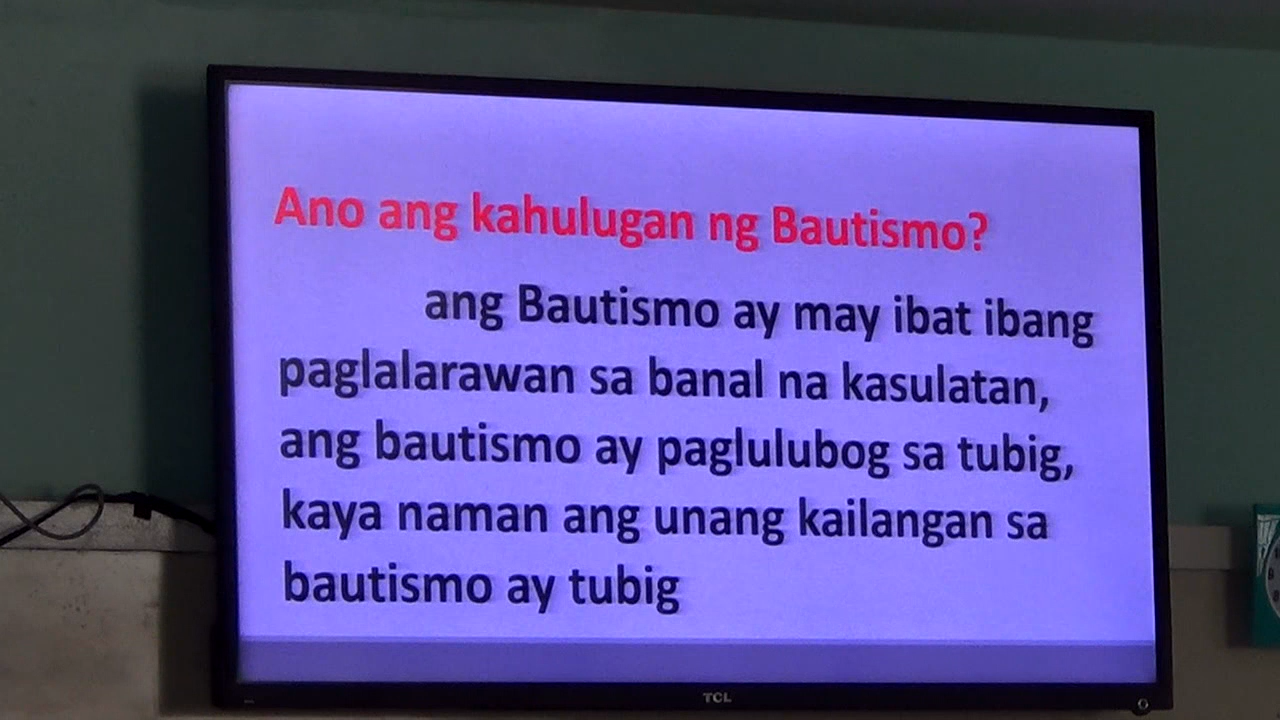 Ano ang kahulugan ng Bautismo?
ang Bautismo ay may ibat ibang
paglalarawan sa banal na kasulatan,
ang bautismo ay paglulubog sa tubig,
kaya naman ang unang kailangan sa
bautismo ay tubig
TCL